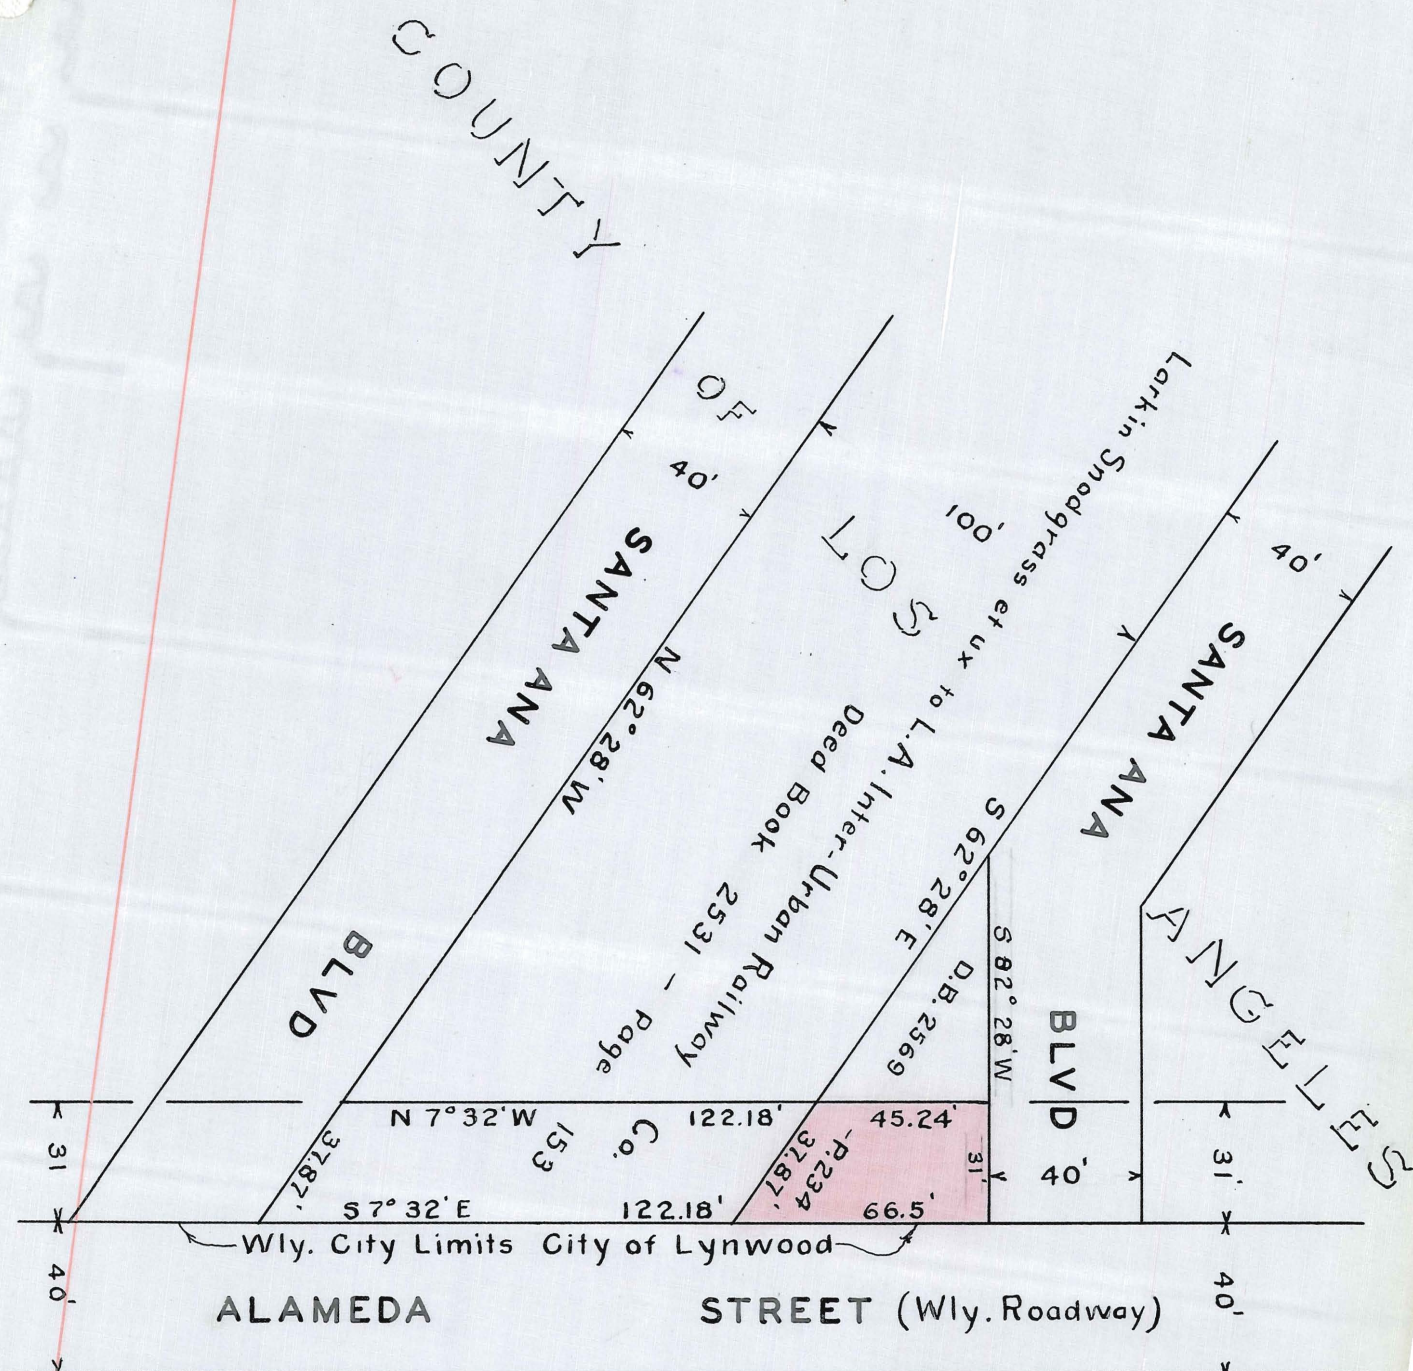 COUNTY
OF
LOS
ANGELES
40'
SANTA ANA
BLVD
N 62° 28' W
100'
Larkin Snodgrass et ux to L.A. Inter-Urban Railway Co.
Deed Book 2531 - Page 153
40'
SANTA ANA
BLVD
S 62° 28' E
D.B. 2569 -P.234
S 82° 28' W
31
N 7° 32' W
122.18'
45.24'
37.87'
37.87'
31'
40'
31'
S 7° 32' E
122.18'
66.5'
Wly. City Limits City of Lynwood
40'
ALAMEDA STREET (Wly. Roadway)
40'